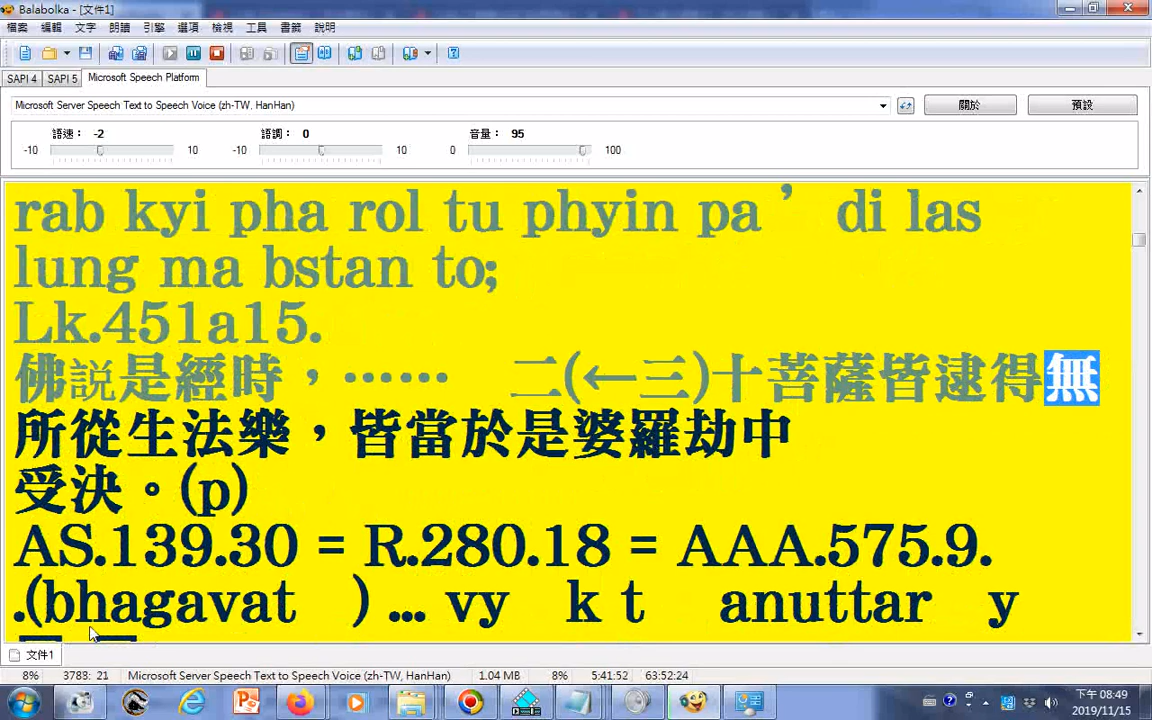 Balabolka - [文件1]
檔案 編輯 文字 朗讀 引擎 選項 檢視 工具 書籤 說明
SAPI 4 SAPI 5 Microsoft Speech Platform
Microsoft Server Speech Text to Speech Voice (zh-TW, HanHan) 關於 預設
語速： -2 語調： 0 音量： 95
-10 10 -10 10 0 100
rab kyi pha rol tu phyin pa’ di las
lung ma bstan to;
Lk.451a15.
佛説是經時，…… 二(←三)十菩薩皆逮得無
所從生法樂，皆當於是婆羅劫中
受決。(p)
AS.139.30 = R.280.18 = AAA.575.9.
.(bhagavat ) ... vy k t anuttar y
文件1
8% 3788: 21 Microsoft Server Speech Text to Speech Voice (zh-TW, HanHan) 1.04 MB 8% 5:41:52 63:52:24
下午 08:49
2019/11/15